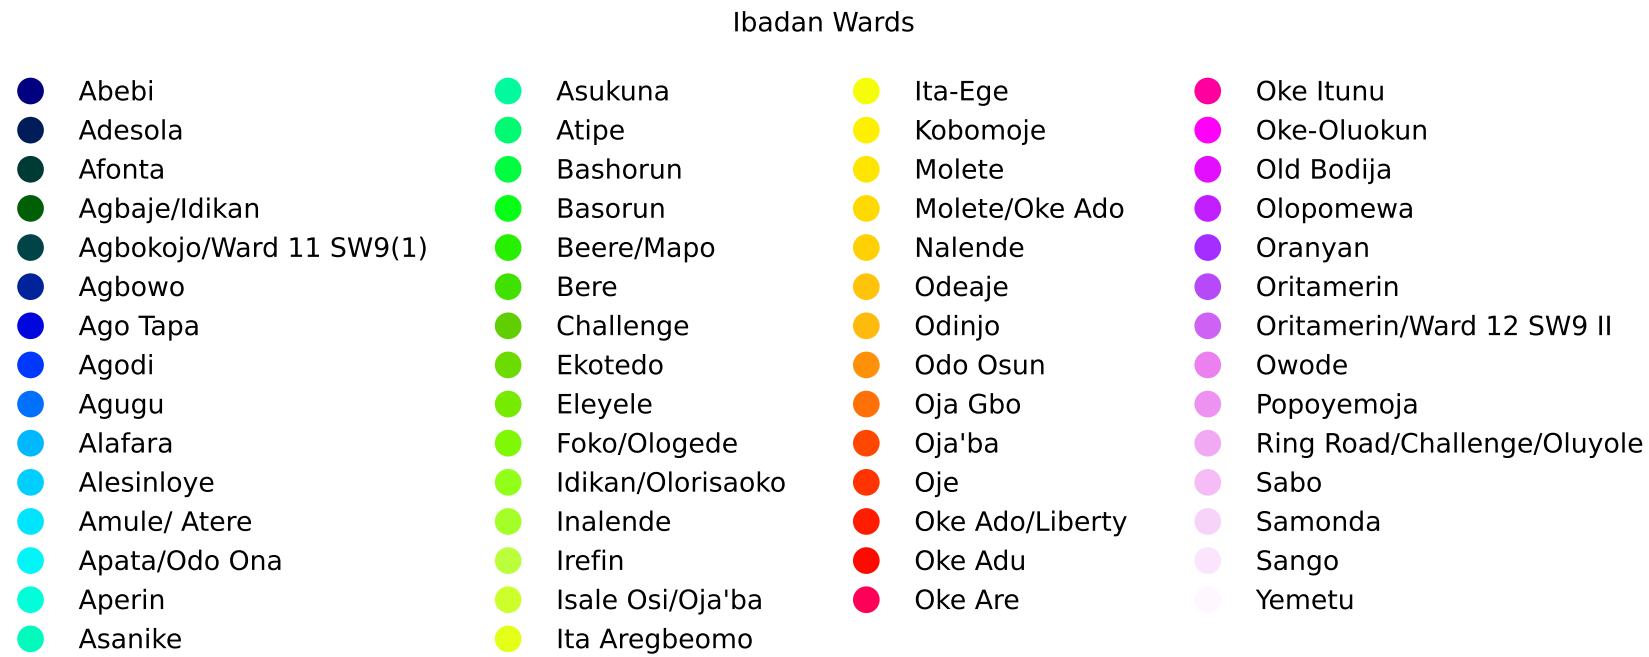 Ibadan Wards
Abebi
Adesola
Afonta
Agbaje/Idikan
Agbokojo/Ward 11 SW9(1)
Agbowo
Ago Tapa
Agodi
Agugu
Alafara
Alesinloye
Amule/ Atere
Apata/Odo Ona
Aperin
Asanike
Asukuna
Atipe
Bashorun
Basorun
Beere/Mapo
Bere
Challenge
Ekotedo
Eleyele
Foko/Ologede
Idikan/Olorisaoko
Inalende
Irefin
Isale Osi/Oja'ba
Ita Aregbeomo
Ita-Ege
Kobomoje
Molete
Molete/Oke Ado
Nalende
Odeaje
Odinjo
Odo Osun
Oja Gbo
Oja'ba
Oje
Oke Ado/Liberty
Oke Adu
Oke Are
Oke Itunu
Oke-Oluokun
Old Bodija
Olopomewa
Oranyan
Oritamerin
Oritamerin/Ward 12 SW9 II
Owode
Popoyemoja
Ring Road/Challenge/Oluyole
Sabo
Samonda
Sango
Yemetu